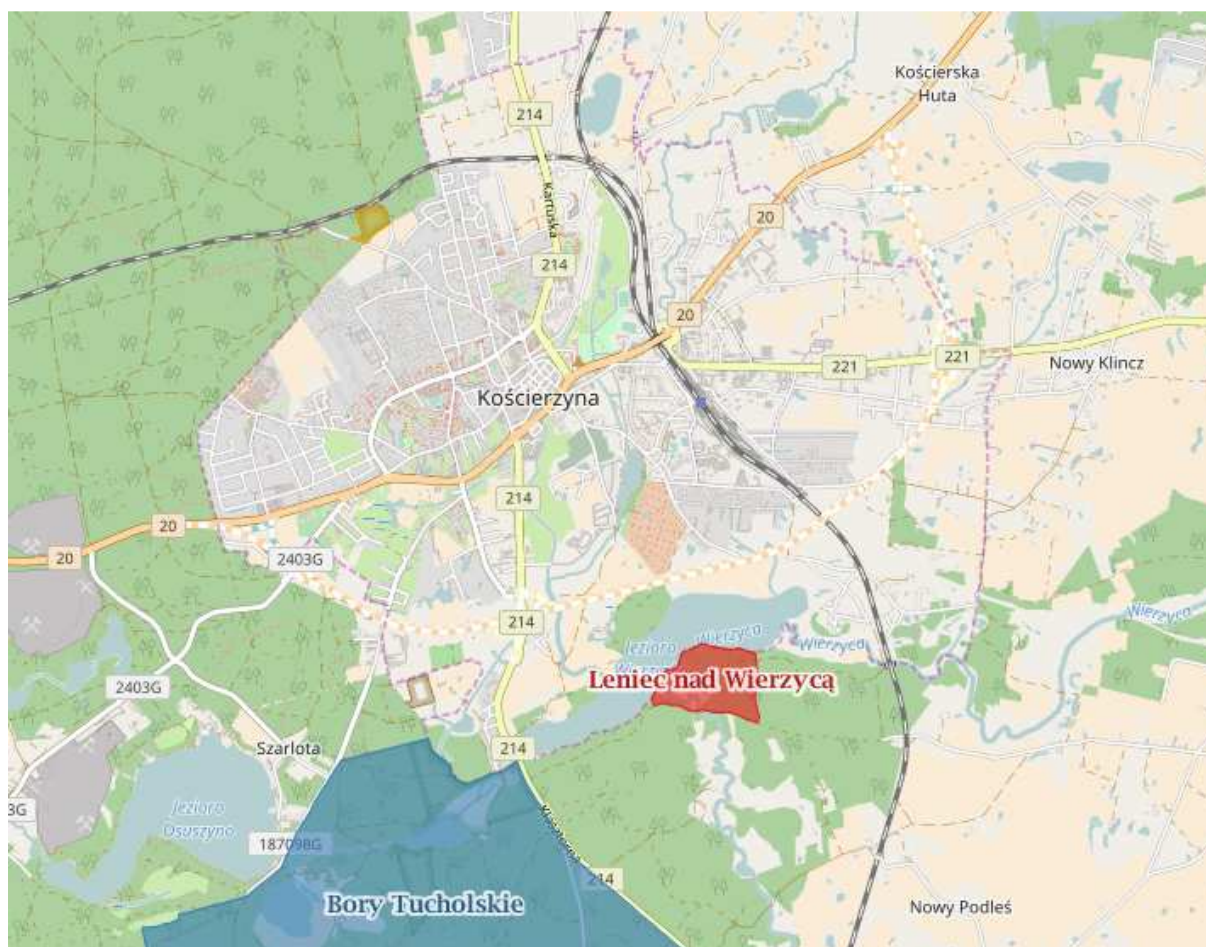 Kościerska
Huta
214
Kartuska
20
214
20
221
221
Nowy Klincz
Kościerzyna
214
20
20
2403G
214
Jezioro
Wierzyca
Wierzyca
Wierzyca
Leniec nad Wierzycą
2403G
Szarlota
214
3G
Jezioro
Osuszyno
187098G
214
Bory Tucholskie
Nowy Podleś